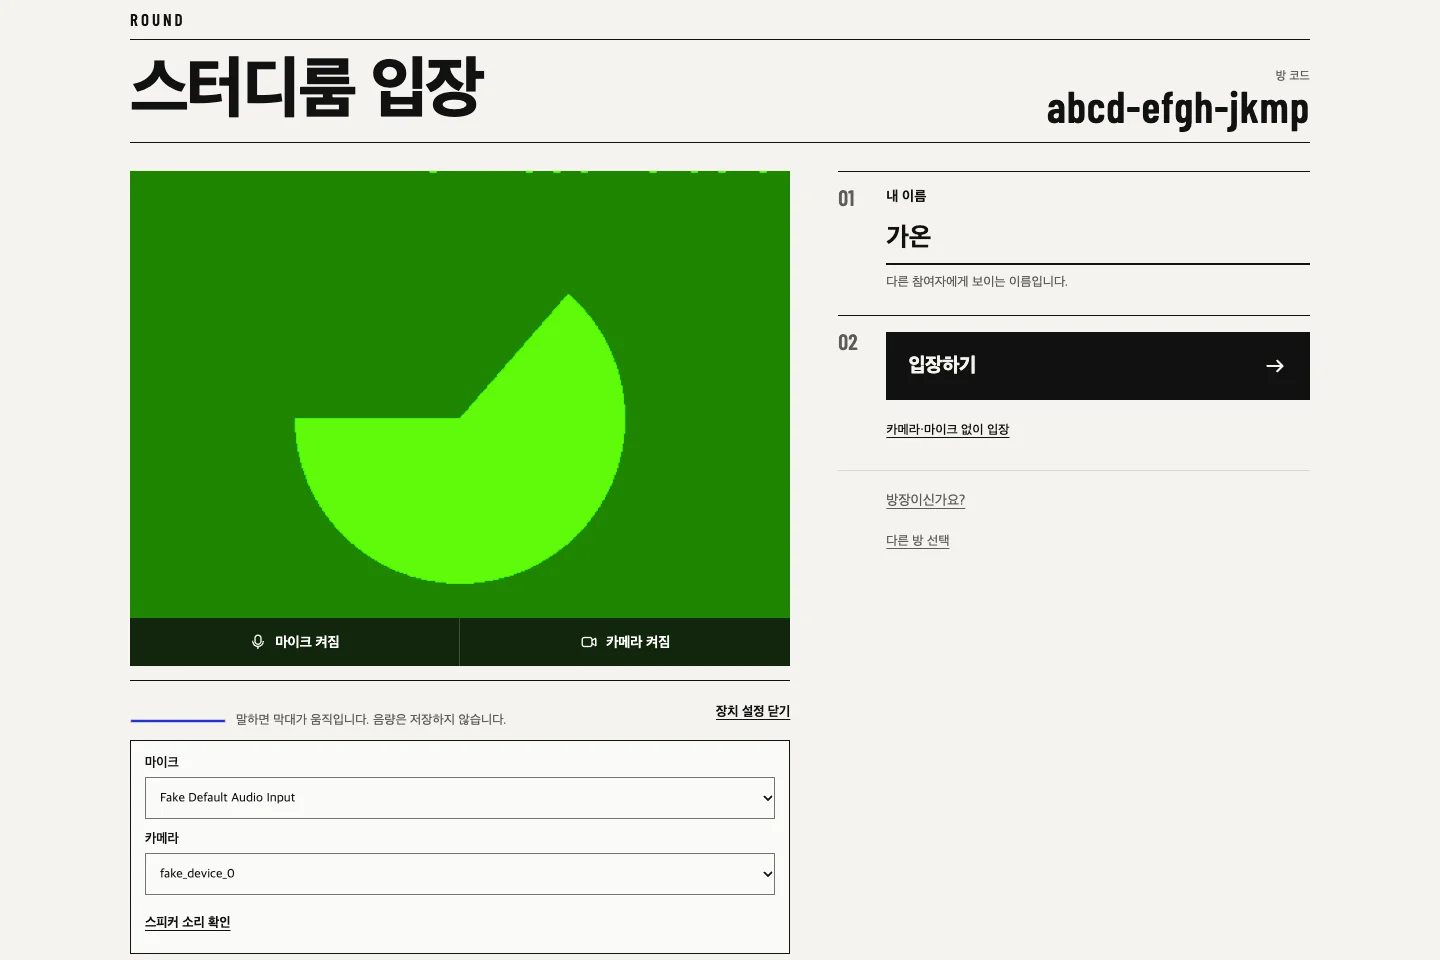 ROUND
스터디룸 입장
방 코드
abcd-efgh-jkmp
01
내 이름
가온
다른 참여자에게 보이는 이름입니다.
02
입장하기
카메라·마이크 없이 입장
방장이신가요?
다른 방 선택
마이크 켜짐
카메라 켜짐
말하면 막대가 움직입니다. 음량은 저장하지 않습니다.
장치 설정 닫기
마이크
Fake Default Audio Input
카메라
fake_device_0
스피커 소리 확인